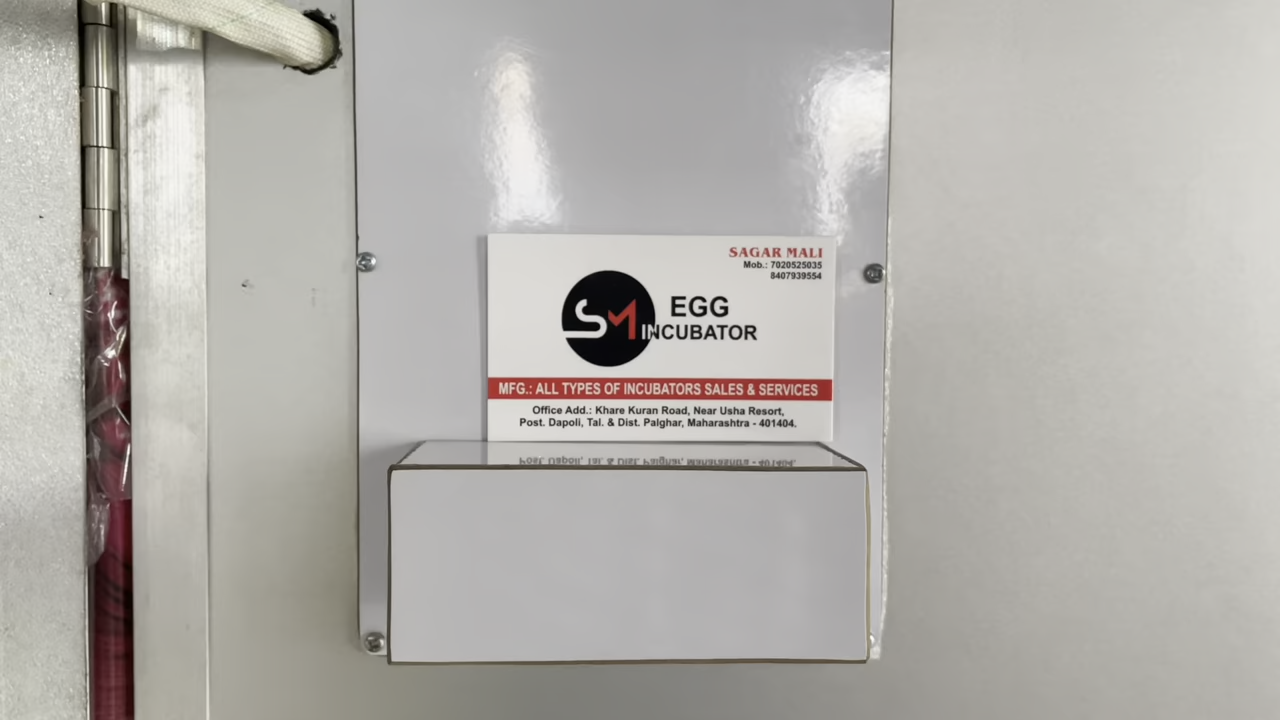 SAGAR MALI
Mob.: 7020525035
8407939554
SM
EGG
INCUBATOR
MFG.: ALL TYPES OF INCUBATORS SALES & SERVICES
Office Add.: Khare Kuran Road, Near Usha Resort,
Post. Dapoli, Tal. & Dist. Palghar, Maharashtra - 401404.